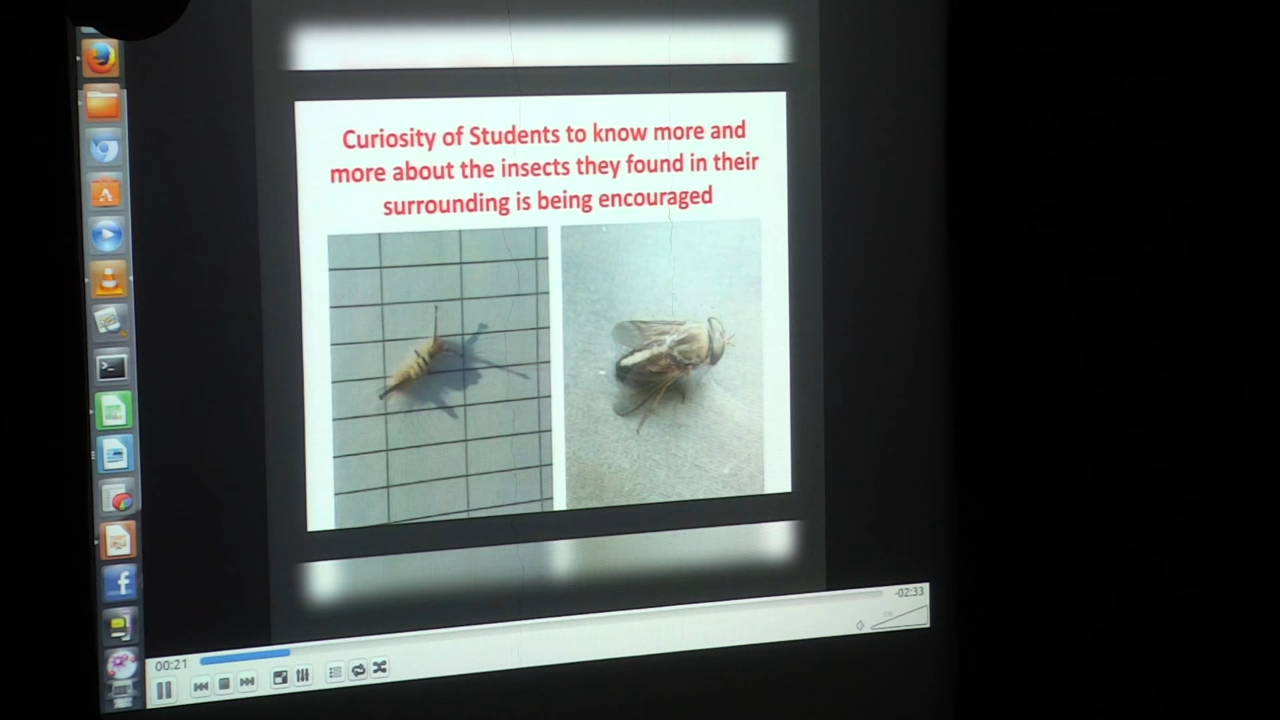 Curiosity of Students to know more and
more about the insects they found in their
surrounding is being encouraged
-02:33
00:21